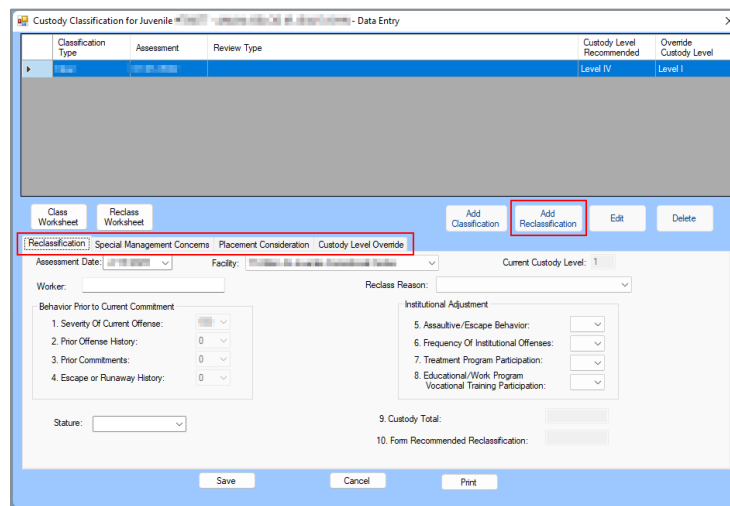 Custody Classification for Juvenile - Data Entry
Classification Type Assessment Review Type Custody Level Recommended Override Custody Level
Level IV Level I
Class Worksheet Reclass Worksheet Add Classification Add Reclassification Edit Delete
Reclassification Special Management Concerns Placement Consideration Custody Level Override
Assessment Date: Facility: Current Custody Level: 1
Worker: Reclass Reason:
Behavior Prior to Current Commitment Institutional Adjustment
1. Severity Of Current Offense: 5. Assaultive/Escape Behavior:
2. Prior Offense History: 0 6. Frequency Of Institutional Offenses:
3. Prior Commitments: 0 7. Treatment Program Participation:
4. Escape or Runaway History: 0 8. Educational/Work Program
Vocational Training Participation:
Stature: 9. Custody Total:
10. Form Recommended Reclassification:
Save Cancel Print